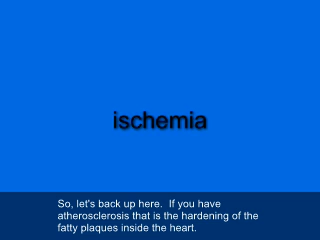 ischemia
So, let's back up here.  If you have
atherosclerosis that is the hardening of the
fatty plaques inside the heart.